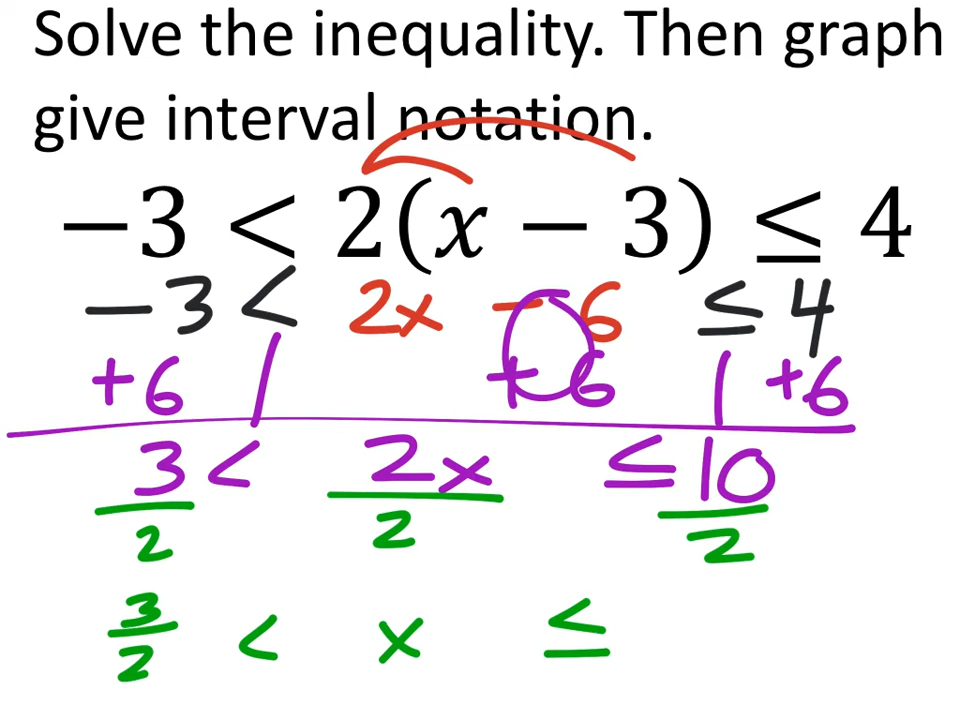 Solve the inequality. Then graph
give interval notation.
−3 < 2(x − 3) ≤ 4
−3 < 2x − 6 ≤ 4
+6 | +6 | +6
3 < 2x ≤ 10
2 2 2
3/2 < x ≤